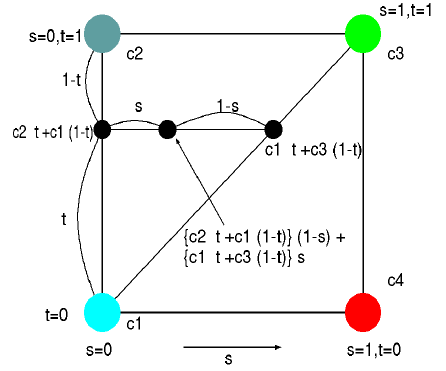 s=1,t=1
s=0,t=1
c2
c3
1-t
s
1-s
c2 t+c1 (1-t)
c1 t+c3 (1-t)
t
{c2 t+c1 (1-t)} (1-s) +
{c1 t+c3 (1-t)} s
c4
t=0
c1
s=0
s=1,t=0
s